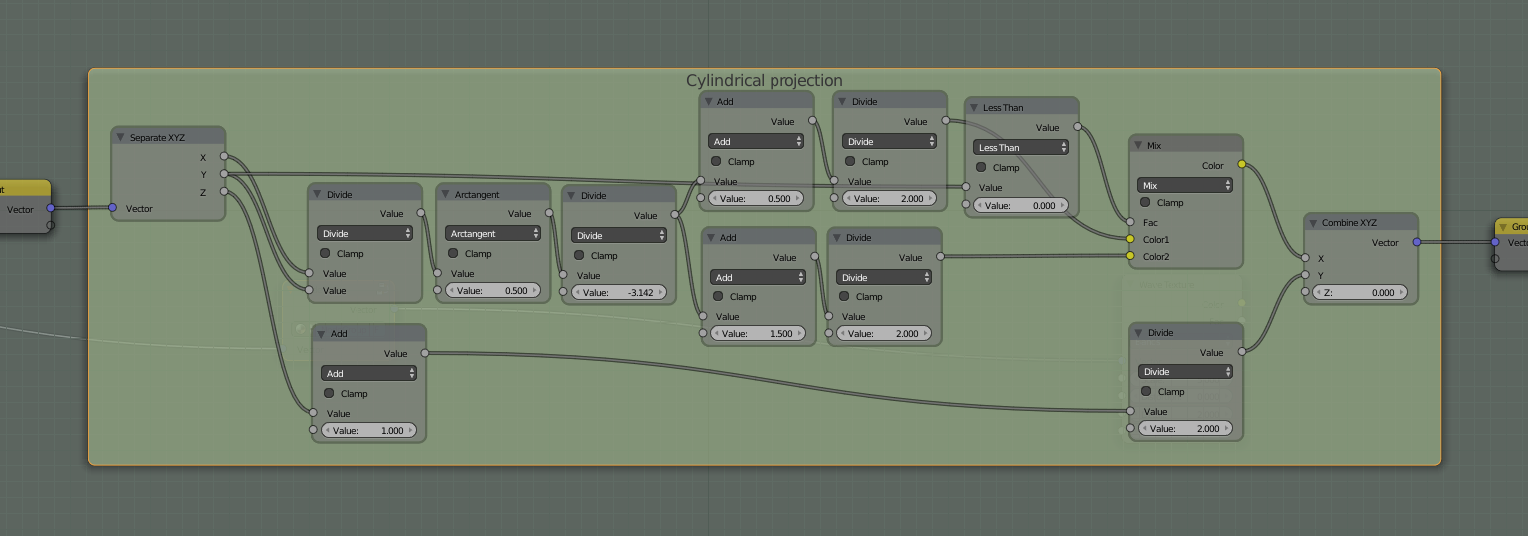 Cylindrical projection
t
Vector
Separate XYZ
X
Y
Z
Vector
Divide
Value
Divide
Clamp
Value
Value
Arctangent
Value
Arctangent
Clamp
Value
Value: 0.500
Divide
Value
Divide
Clamp
Value
Value: -3.142
Add
Value
Add
Clamp
Value
Value: 0.500
Divide
Value
Divide
Clamp
Value
Value: 2.000
Less Than
Value
Less Than
Clamp
Value
Value: 0.000
Add
Value
Add
Clamp
Value
Value: 1.500
Divide
Value
Divide
Clamp
Value
Value: 2.000
Add
Value
Add
Clamp
Value
Value: 1.000
Mix
Color
Mix
Clamp
Fac
Color1
Color2
Divide
Value
Divide
Clamp
Value
Value: 2.000
Combine XYZ
Vector
X
Y
Z: 0.000
Grou
Vecto